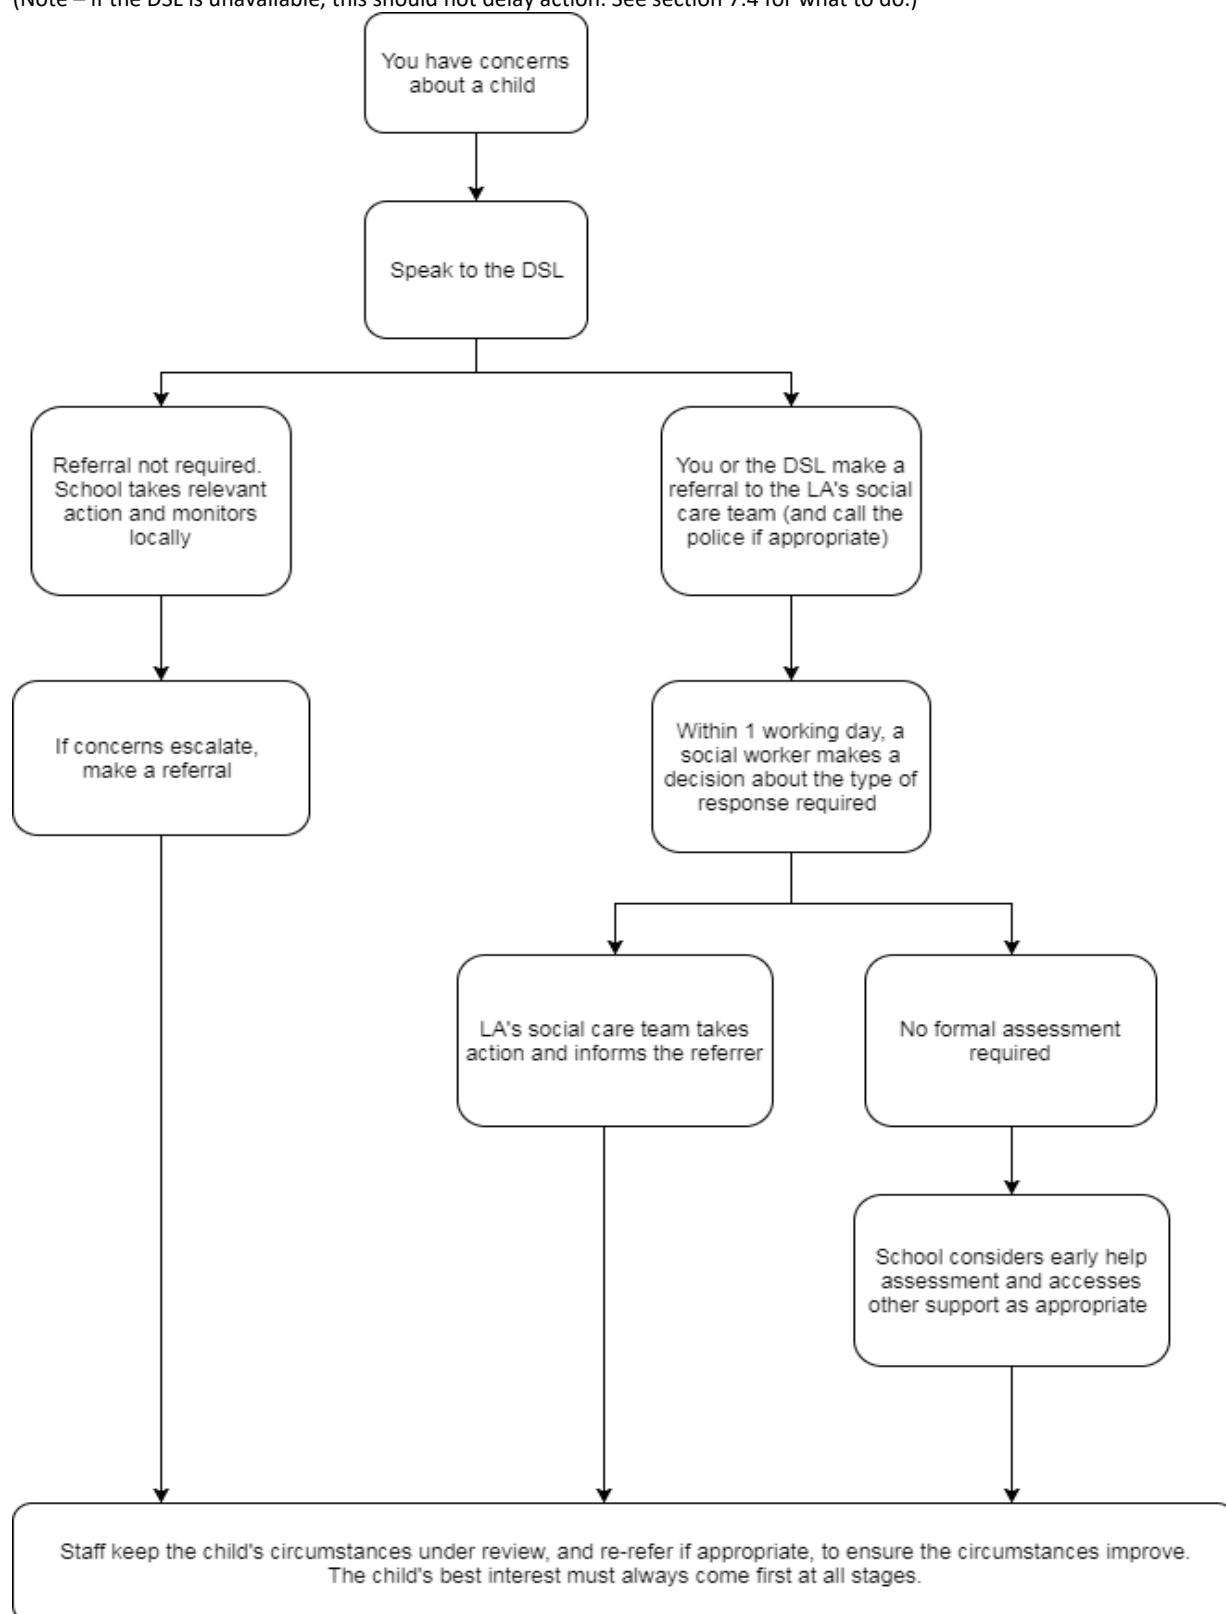 (Note – if the DSL is unavailable, this should not delay action. See section 7.4 for what to do.)
You have concerns
about a child
Speak to the DSL
Referral not required.
School takes relevant
action and monitors
locally
You or the DSL make a
referral to the LA's social
care team (and call the
police if appropriate)
If concerns escalate,
make a referral
Within 1 working day, a
social worker makes a
decision about the type of
response required
LA's social care team takes
action and informs the referrer
No formal assessment
required
School considers early help
assessment and accesses
other support as appropriate
Staff keep the child's circumstances under review, and re-refer if appropriate, to ensure the circumstances improve.
The child's best interest must always come first at all stages.